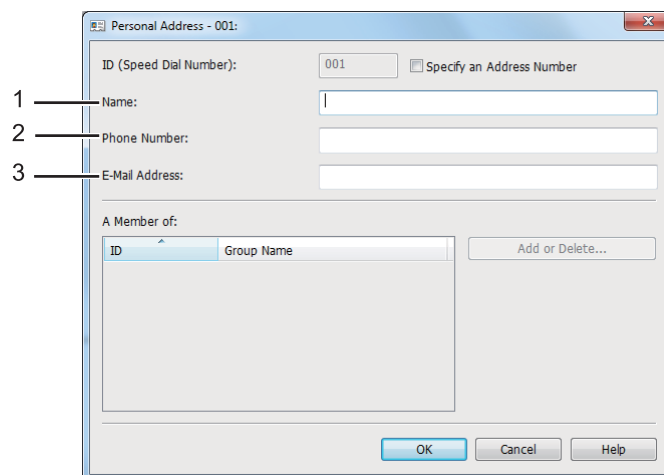 Personal Address - 001:
ID (Speed Dial Number): 001 Specify an Address Number
1 Name:
2 Phone Number:
3 E-Mail Address:
A Member of:
ID Group Name Add or Delete...
OK Cancel Help